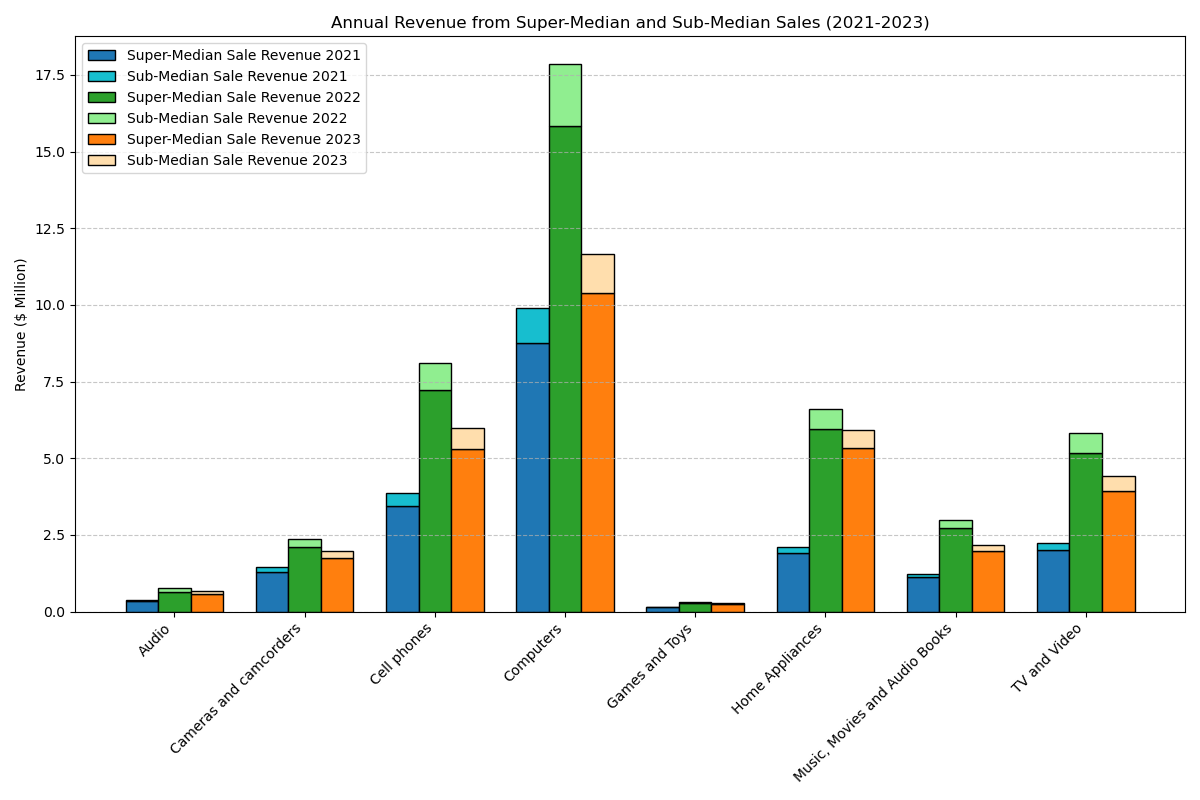 Annual Revenue from Super-Median and Sub-Median Sales (2021-2023)
Super-Median Sale Revenue 2021
Sub-Median Sale Revenue 2021
Super-Median Sale Revenue 2022
Sub-Median Sale Revenue 2022
Super-Median Sale Revenue 2023
Sub-Median Sale Revenue 2023
Revenue ($ Million)
17.5
15.0
12.5
10.0
7.5
5.0
2.5
0.0
Audio
Cameras and camcorders
Cell phones
Computers
Games and Toys
Home Appliances
Music, Movies and Audio Books
TV and Video